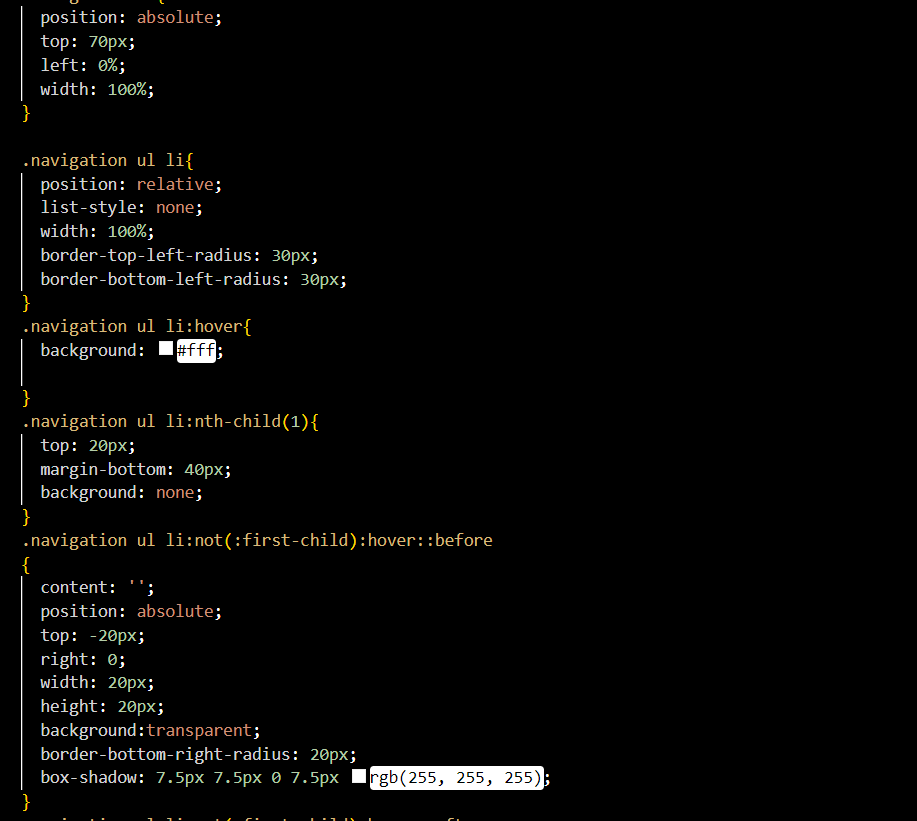 position: absolute;
top: 70px;
left: 0%;
width: 100%;
}
.navigation ul li{
position: relative;
list-style: none;
width: 100%;
border-top-left-radius: 30px;
border-bottom-left-radius: 30px;
}
.navigation ul li:hover{
background: #fff;
}
.navigation ul li:nth-child(1){
top: 20px;
margin-bottom: 40px;
background: none;
}
.navigation ul li:not(:first-child):hover::before
{
content: '';
position: absolute;
top: -20px;
right: 0;
width: 20px;
height: 20px;
background:transparent;
border-bottom-right-radius: 20px;
box-shadow: 7.5px 7.5px 0 7.5px rgb(255, 255, 255);
}